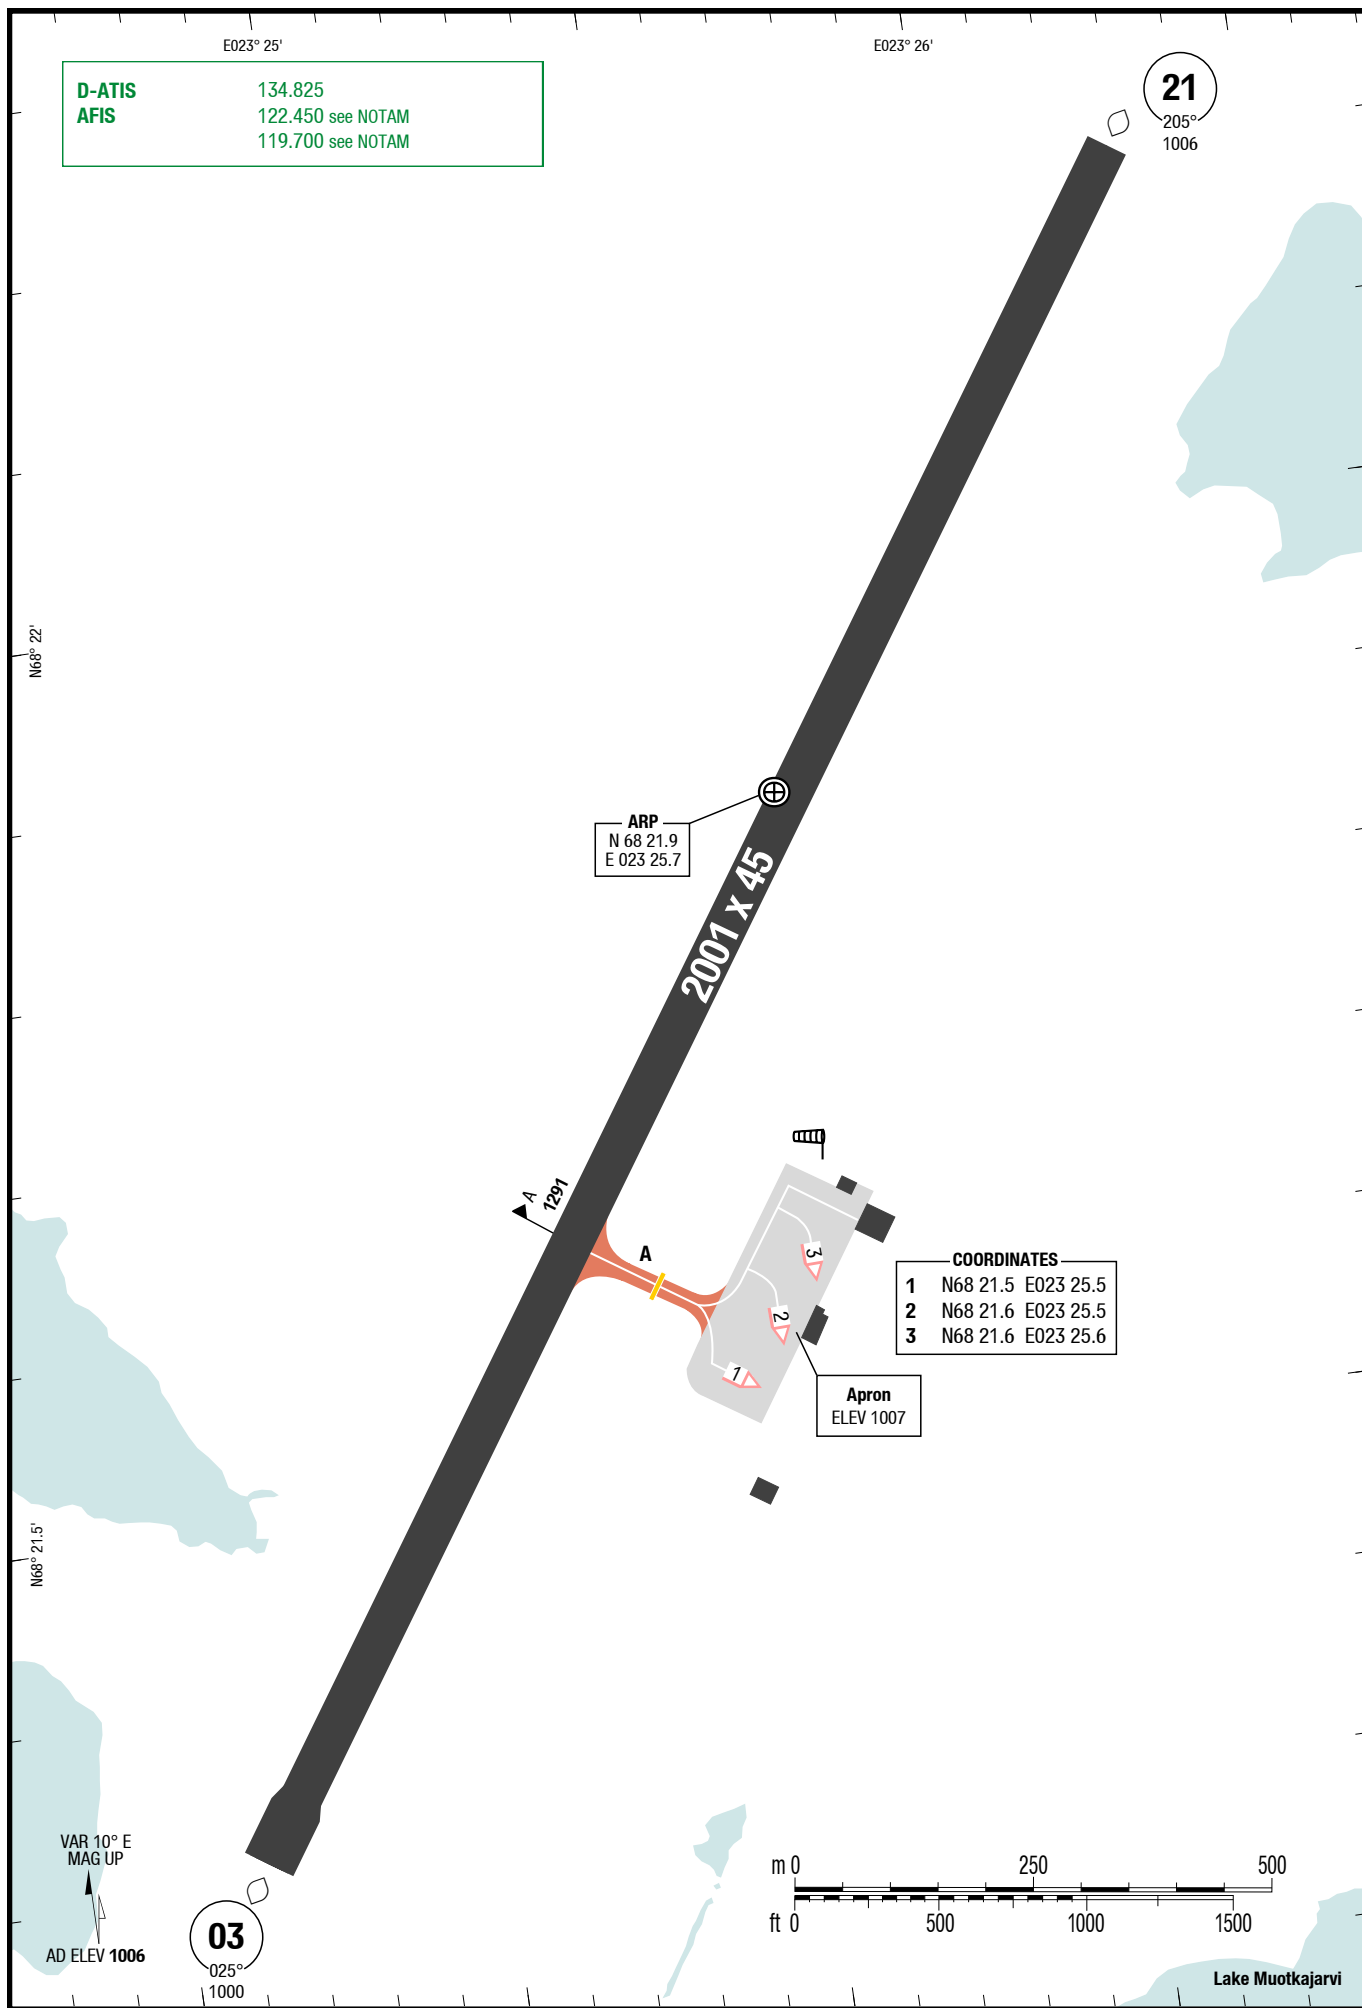 E023° 25'
E023° 26'
D-ATIS 134.825
AFIS 122.450 see NOTAM
119.700 see NOTAM
21
205°
1006
N68° 22'
ARP
N 68 21.9
E 023 25.7
2001 x 45
A
1291
A
3
2
1
COORDINATES
1 N68 21.5 E023 25.5
2 N68 21.6 E023 25.5
3 N68 21.6 E023 25.6
Apron
ELEV 1007
N68° 21.5'
VAR 10° E
MAG UP
AD ELEV 1006
03
025°
1000
m 0 250 500
ft 0 500 1000 1500
Lake Muotkajarvi